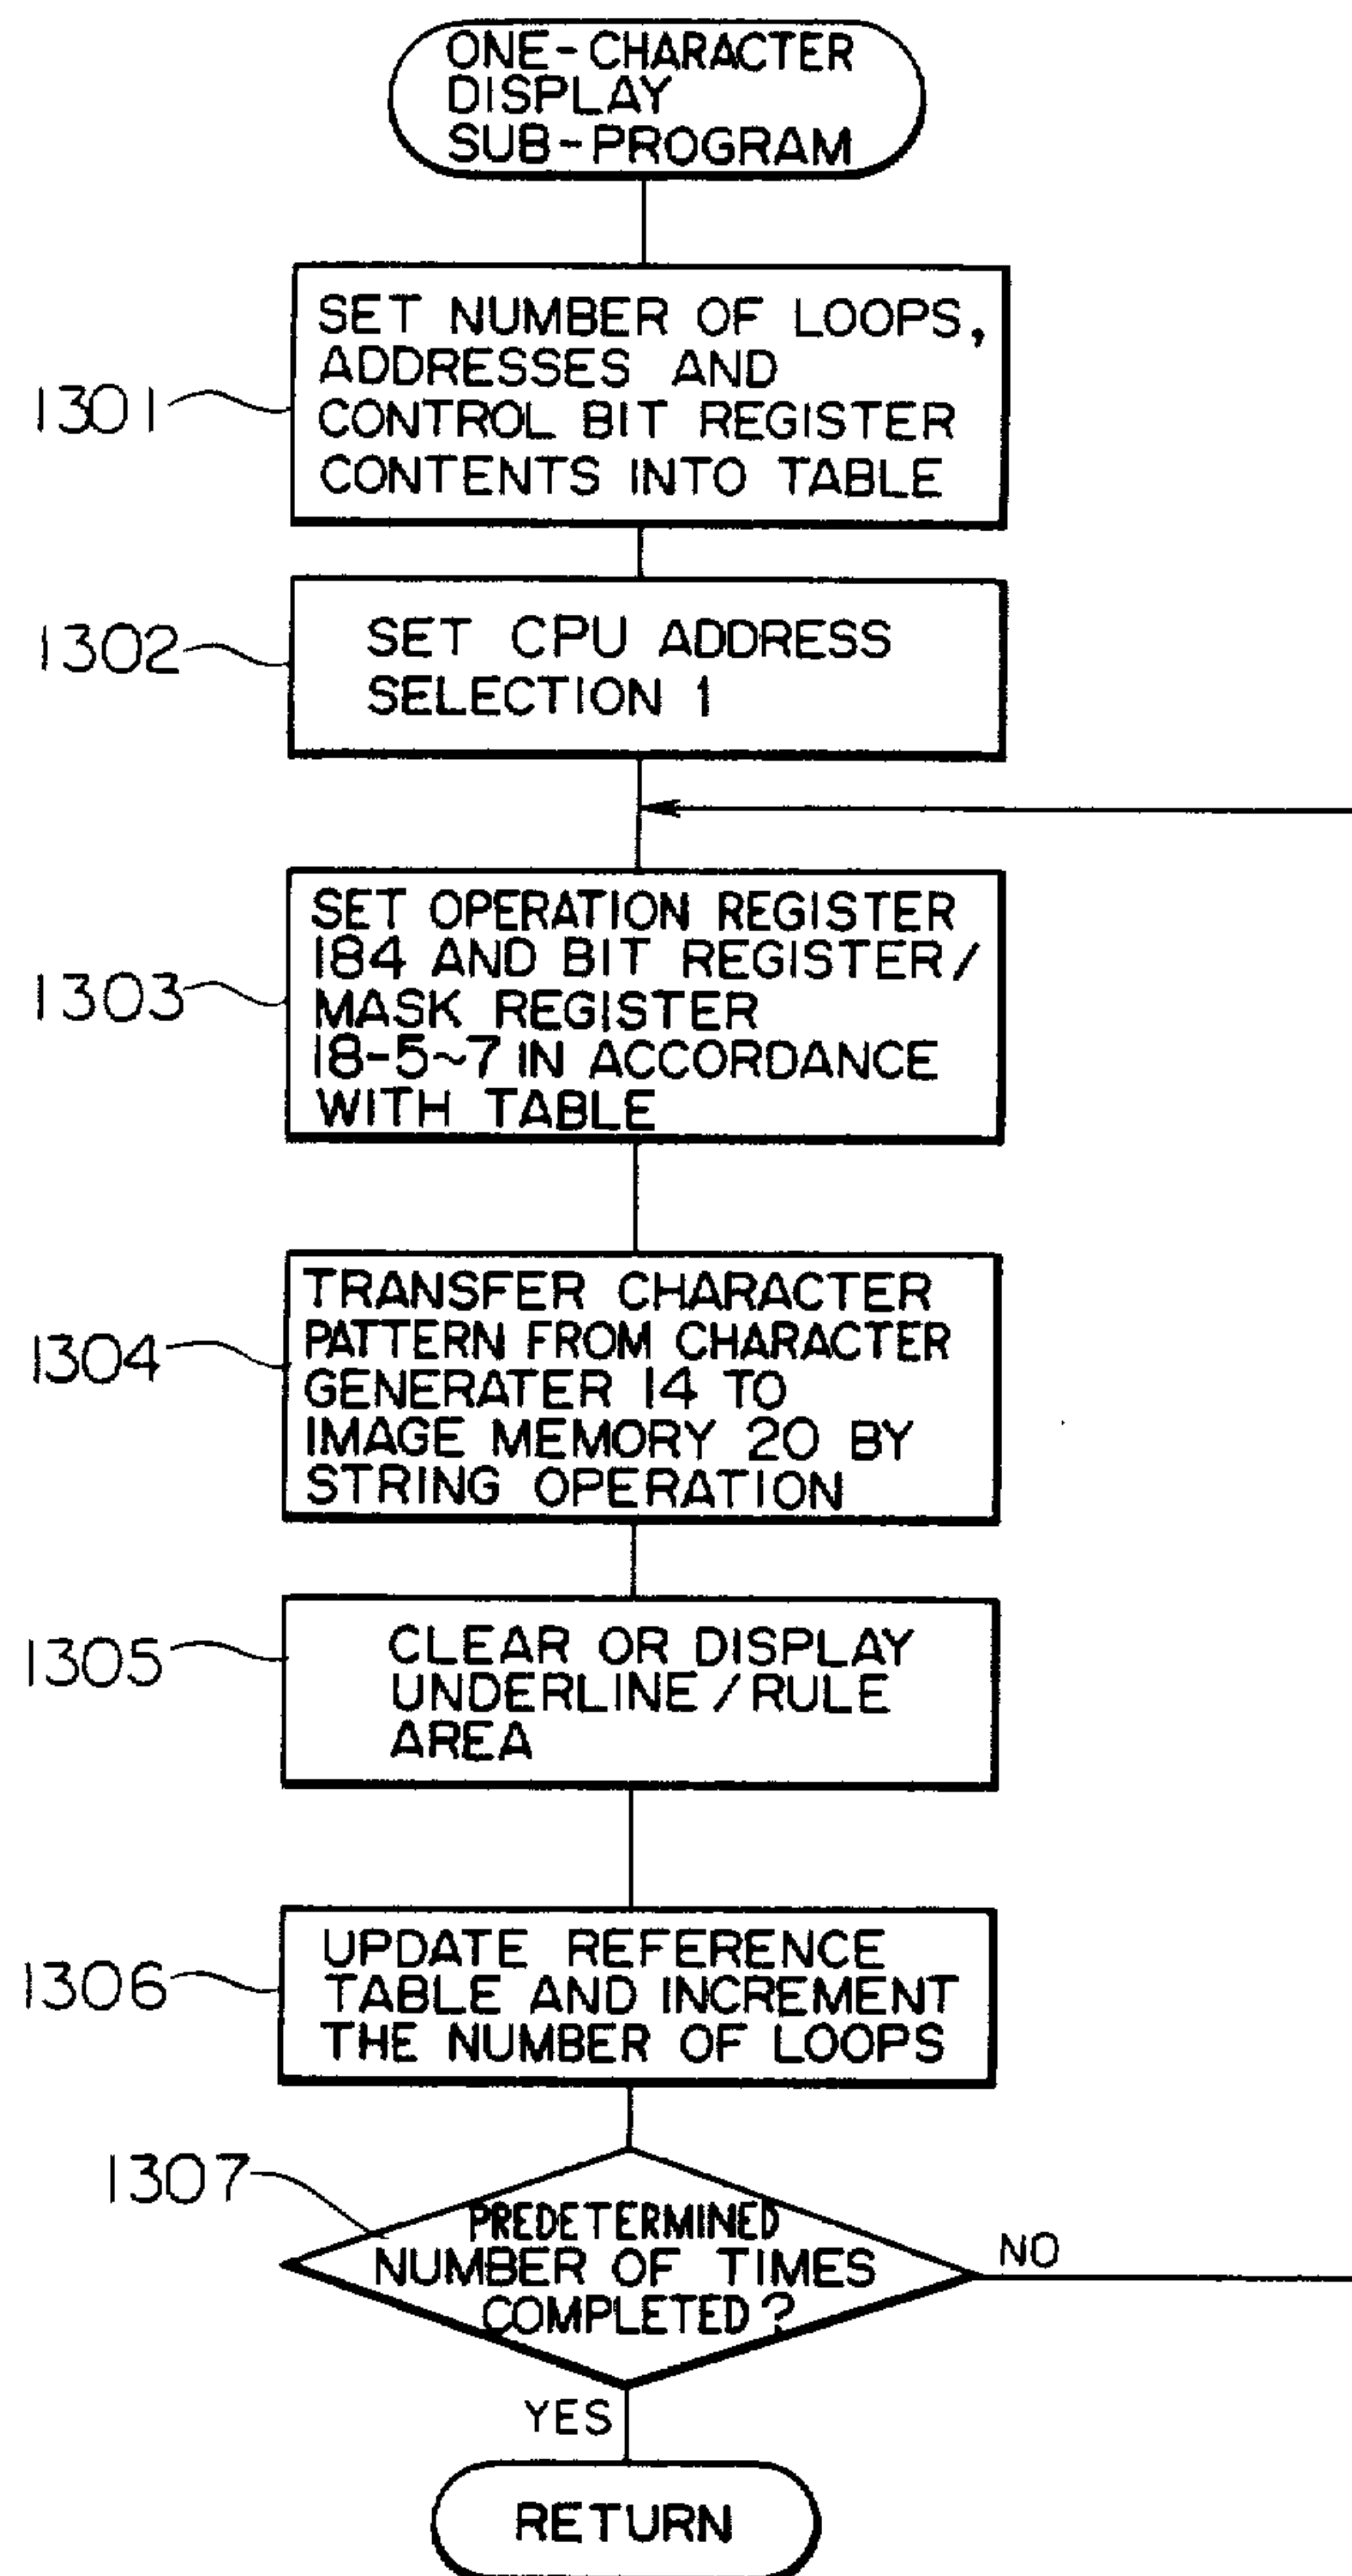 ONE-CHARACTER
DISPLAY
SUB-PROGRAM
1301
SET NUMBER OF LOOPS,
ADDRESSES AND
CONTROL BIT REGISTER
CONTENTS INTO TABLE
1302
SET CPU ADDRESS
SELECTION 1
1303
SET OPERATION REGISTER
184 AND BIT REGISTER/
MASK REGISTER
18-5~7 IN ACCORDANCE
WITH TABLE
1304
TRANSFER CHARACTER
PATTERN FROM CHARACTER
GENERATER 14 TO
IMAGE MEMORY 20 BY
STRING OPERATION
1305
CLEAR OR DISPLAY
UNDERLINE/RULE
AREA
1306
UPDATE REFERENCE
TABLE AND INCREMENT
THE NUMBER OF LOOPS
1307
PREDETERMINED
NUMBER OF TIMES
COMPLETED?
NO
YES
RETURN